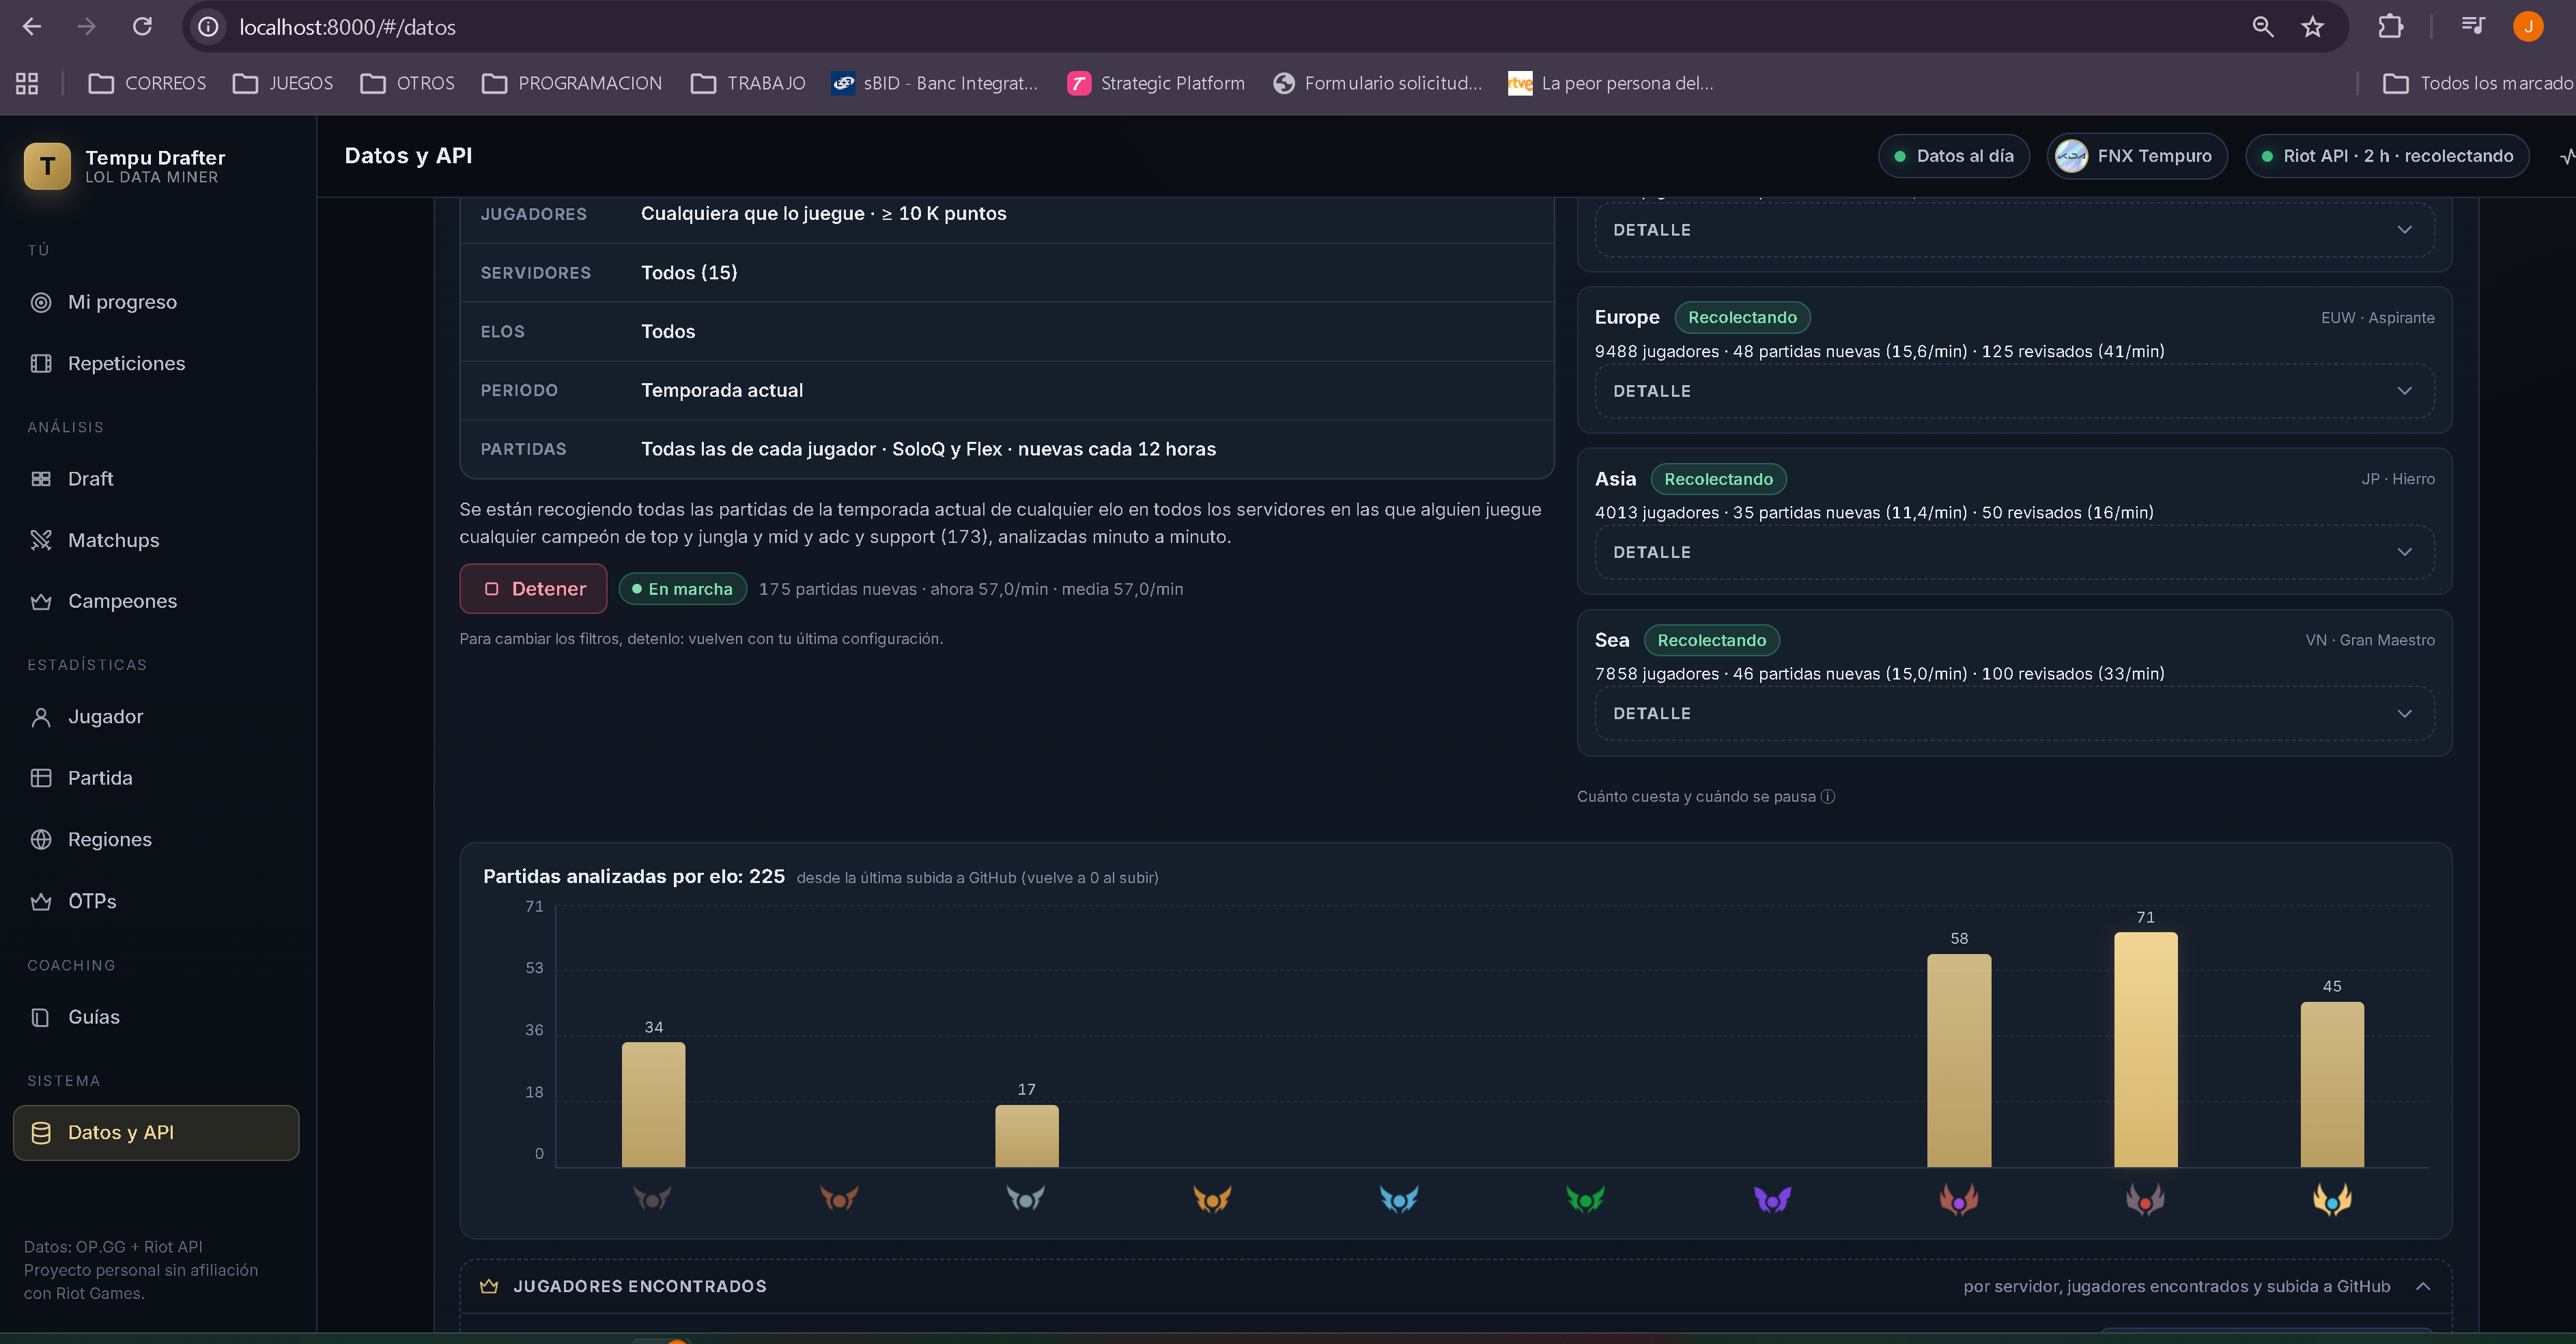 localhost:8000/#/datos
J
CORREOS
JUEGOS
OTROS
PROGRAMACION
TRABAJO
sBID - Banc Integrat...
Strategic Platform
Formulario solicitud...
rtve
La peor persona del...
Todos los marcado
T
Tempu Drafter
LOL DATA MINER
Datos y API
Datos al día
FNX Tempuro
Riot API · 2 h · recolectando
TÚ
Mi progreso
Repeticiones
ANÁLISIS
Draft
Matchups
Campeones
ESTADÍSTICAS
Jugador
Partida
Regiones
OTPs
COACHING
Guías
SISTEMA
Datos y API
Datos: OP.GG + Riot API
Proyecto personal sin afiliación
con Riot Games.
JUGADORES Cualquiera que lo juegue · ≥ 10 K puntos
SERVIDORES Todos (15)
ELOS Todos
PERIODO Temporada actual
PARTIDAS Todas las de cada jugador · SoloQ y Flex · nuevas cada 12 horas
Se están recogiendo todas las partidas de la temporada actual de cualquier elo en todos los servidores en las que alguien juegue
cualquier campeón de top y jungla y mid y adc y support (173), analizadas minuto a minuto.
Detener
En marcha
175 partidas nuevas · ahora 57,0/min · media 57,0/min
Para cambiar los filtros, detenlo: vuelven con tu última configuración.
DETALLE
Europe Recolectando EUW · Aspirante
9488 jugadores · 48 partidas nuevas (15,6/min) · 125 revisados (41/min)
DETALLE
Asia Recolectando JP · Hierro
4013 jugadores · 35 partidas nuevas (11,4/min) · 50 revisados (16/min)
DETALLE
Sea Recolectando VN · Gran Maestro
7858 jugadores · 46 partidas nuevas (15,0/min) · 100 revisados (33/min)
DETALLE
Cuánto cuesta y cuándo se pausa
Partidas analizadas por elo: 225 desde la última subida a GitHub (vuelve a 0 al subir)
71
53
36
18
0
34
17
58
71
45
JUGADORES ENCONTRADOS
por servidor, jugadores encontrados y subida a GitHub